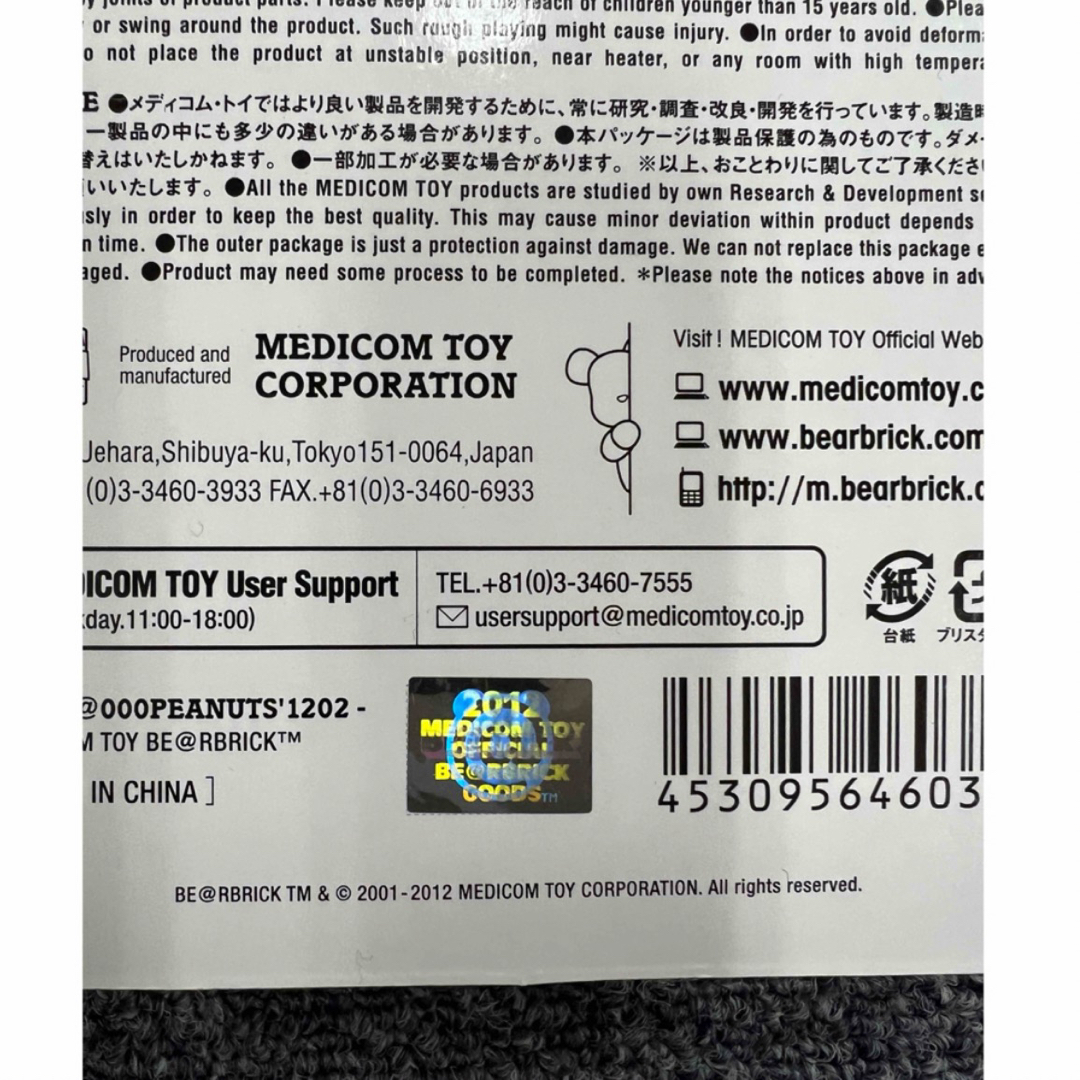 joints of product parts. Please keep out of the reach of children younger than 15 years old. ●Plea
or swing around the product. Such rough playing might cause injury. ●In order to avoid deform
o not place the product at unstable position, near heater, or any room with high tempera
E ●メディコム・トイではより良い製品を開発するために、常に研究・調査・改良・開発を行っています。製造時
一製品の中にも多少の違いがある場合があります。 ●本パッケージは製品保護の為のものです。ダメー
替えはいたしかねます。 ●一部加工が必要な場合があります。 ※以上、おことわりに関してご了承くださ
いいたします。 ●All the MEDICOM TOY products are studied by own Research & Development se
sly in order to keep the best quality. This may cause minor deviation within product depends
n time. ●The outer package is just a protection against damage. We can not replace this package e
aged. ●Product may need some process to be completed. *Please note the notices above in adv
Produced and
manufactured
MEDICOM TOY
CORPORATION
Uehara,Shibuya-ku,Tokyo151-0064,Japan
(0)3-3460-3933 FAX.+81(0)3-3460-6933
Visit! MEDICOM TOY Official Web
www.medicomtoy.c
www.bearbrick.com
http://m.bearbrick.c
DICOM TOY User Support
day.11:00-18:00)
TEL.+81(0)3-3460-7555
usersupport@medicomtoy.co.jp
紙
台紙
ブリスタ
@000PEANUTS'1202 -
M TOY BE@RBRICK™
IN CHINA ]
2012
MEDICOM TOY
OFFICIAL
BE@RBRICK
GOODS™
45309564603
BE@RBRICK TM & © 2001-2012 MEDICOM TOY CORPORATION. All rights reserved.